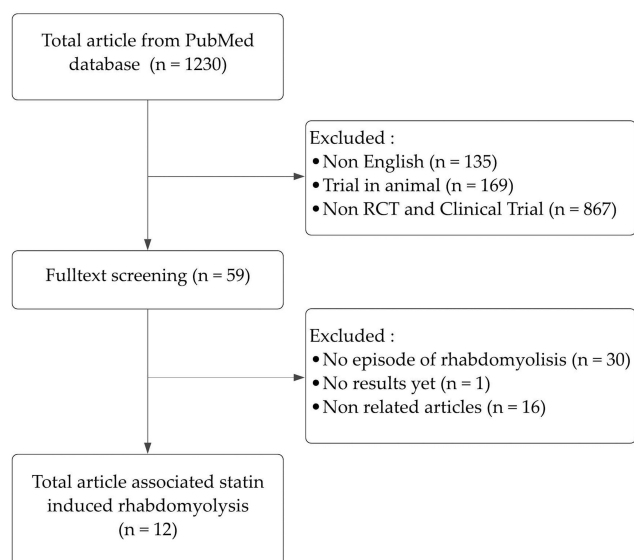 Total article from PubMed
database (n = 1230)
Excluded :
•Non English (n = 135)
•Trial in animal (n = 169)
•Non RCT and Clinical Trial (n = 867)
Fulltext screening (n = 59)
Excluded :
•No episode of rhabdomyolisis (n = 30)
•No results yet (n = 1)
•Non related articles (n = 16)
Total article associated statin
induced rhabdomyolysis
(n = 12)